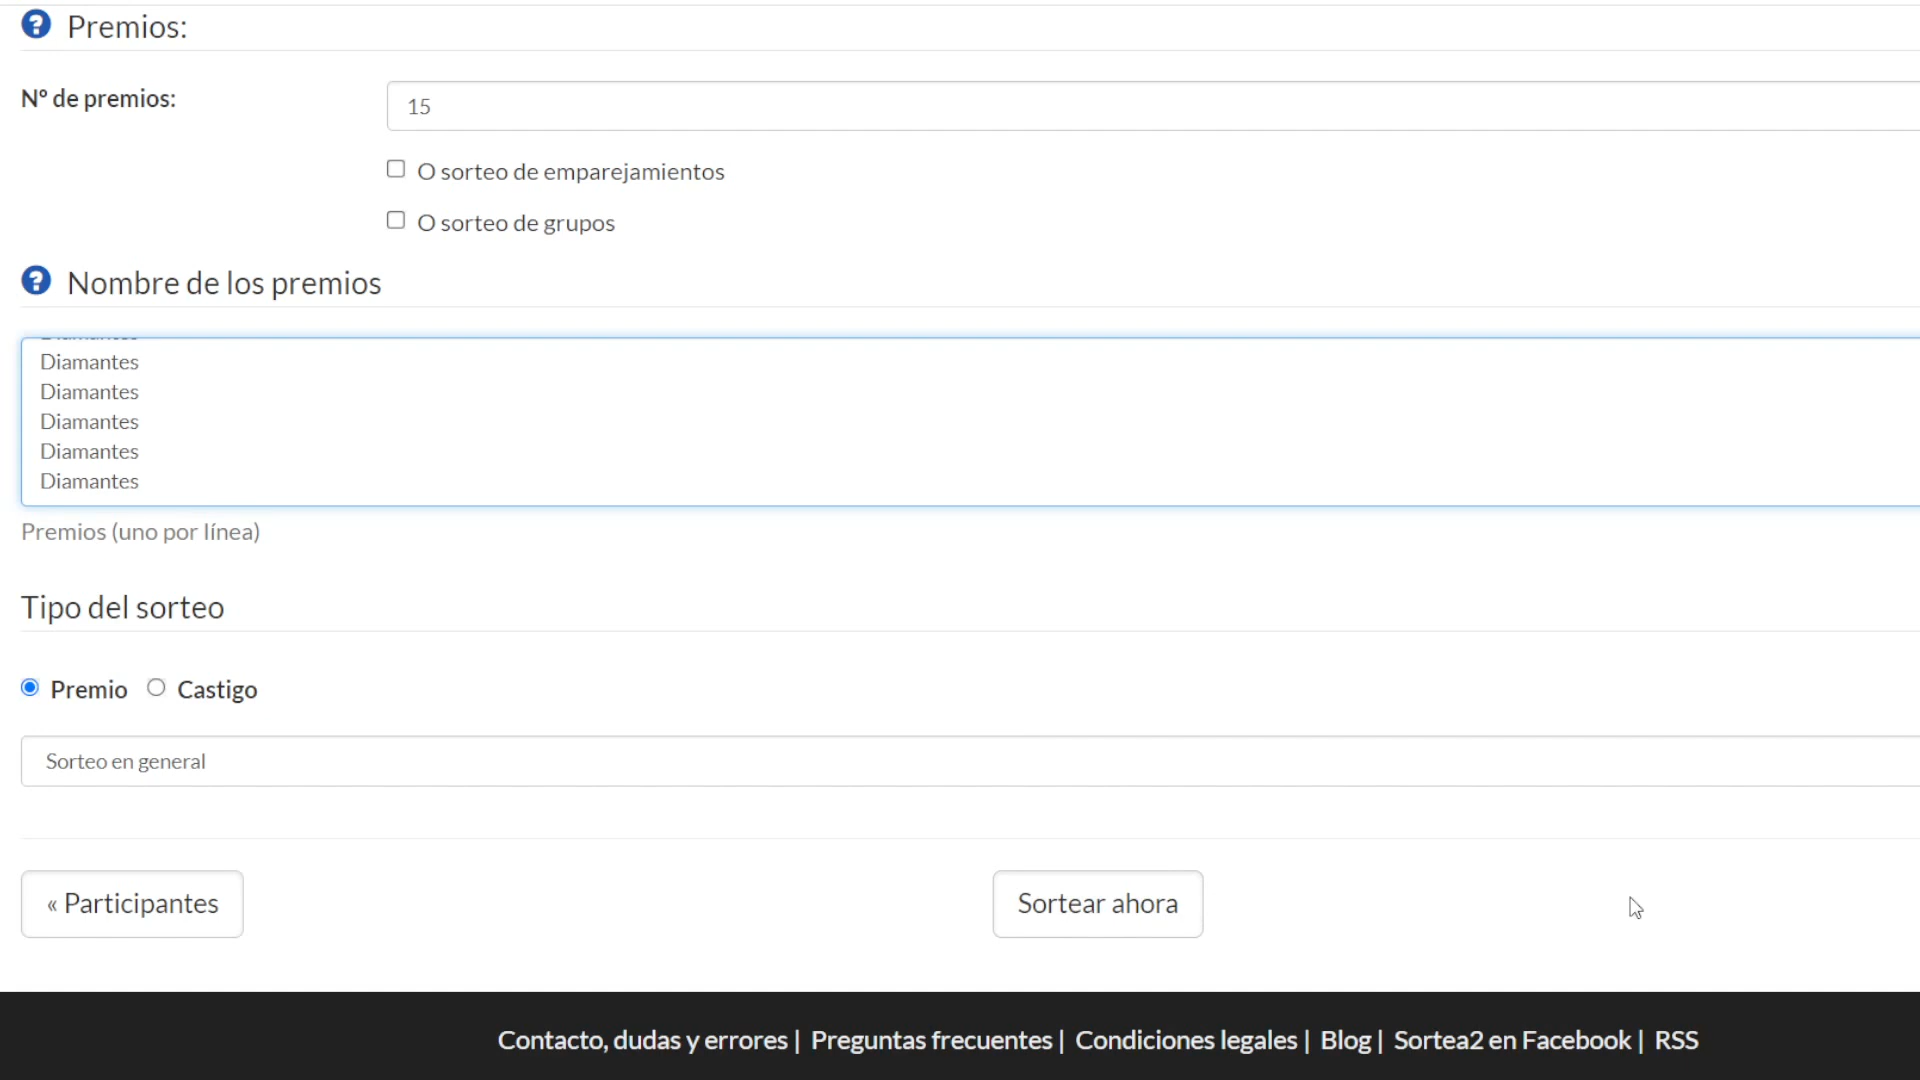 Premios:
Nº de premios:
15
O sorteo de emparejamientos
O sorteo de grupos
Nombre de los premios
Diamantes
Diamantes
Diamantes
Diamantes
Diamantes
Premios (uno por línea)
Tipo del sorteo
Premio Castigo
Sorteo en general
« Participantes
Sortear ahora
Contacto, dudas y errores | Preguntas frecuentes | Condiciones legales | Blog | Sortea2 en Facebook | RSS